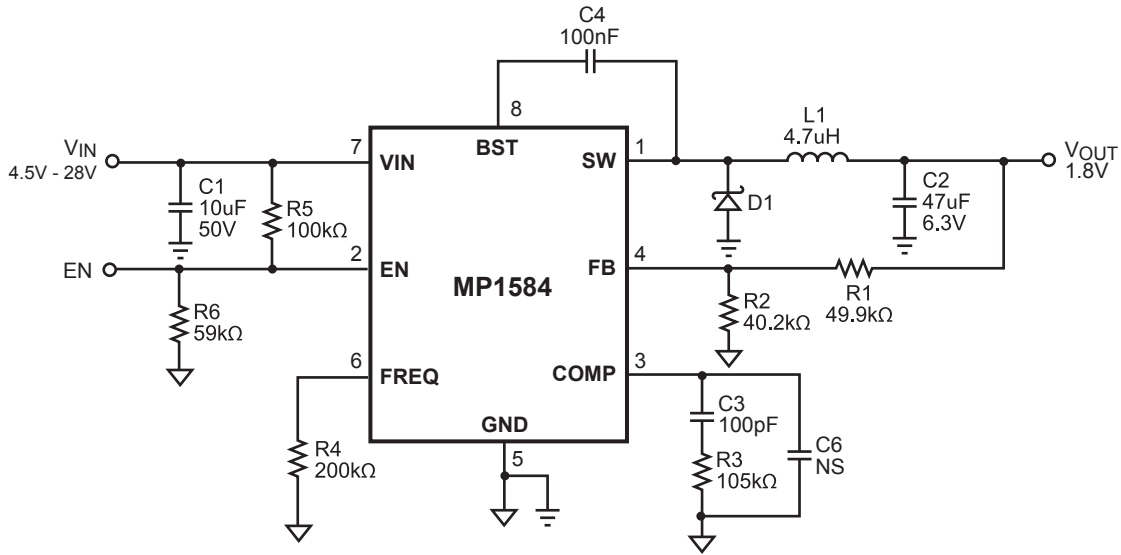 C4
100nF
8
BST
VIN
4.5V - 28V
7
VIN
C1
10uF
50V
R5
100kΩ
EN
2
EN
R6
59kΩ
6
FREQ
R4
200kΩ
MP1584
GND
5
SW
1
L1
4.7uH
D1
C2
47uF
6.3V
VOUT
1.8V
FB
4
R2
40.2kΩ
R1
49.9kΩ
COMP
3
C3
100pF
R3
105kΩ
C6
NS